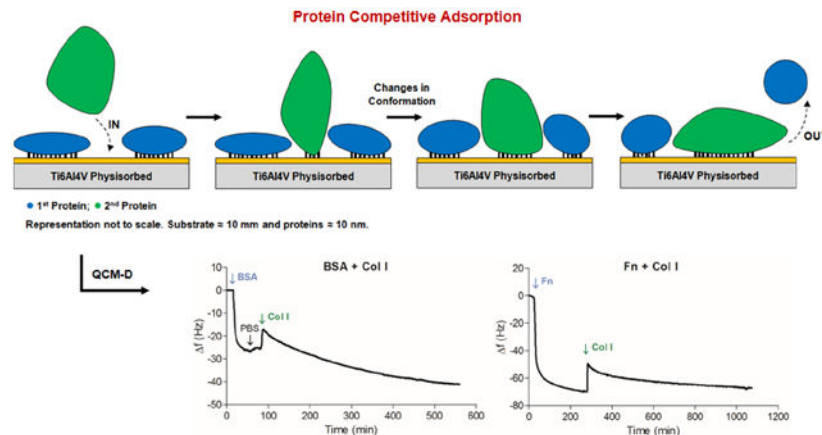 Protein Competitive Adsorption
IN
Changes in
Conformation
OUT
Ti6Al4V Physisorbed
Ti6Al4V Physisorbed
Ti6Al4V Physisorbed
Ti6Al4V Physisorbed
1st Protein; 2nd Protein
Representation not to scale. Substrate ≈ 10 mm and proteins ≈ 10 nm.
QCM-D
BSA + Col I
10
0
-10
-20
-30
-40
-50
Δf (Hz)
BSA
PBS
Col I
0 100 200 300 400 500 600
Time (min)
Fn + Col I
20
0
-20
-40
-60
-80
Δf (Hz)
Fn
Col I
0 200 400 600 800 1000 1200
Time (min)